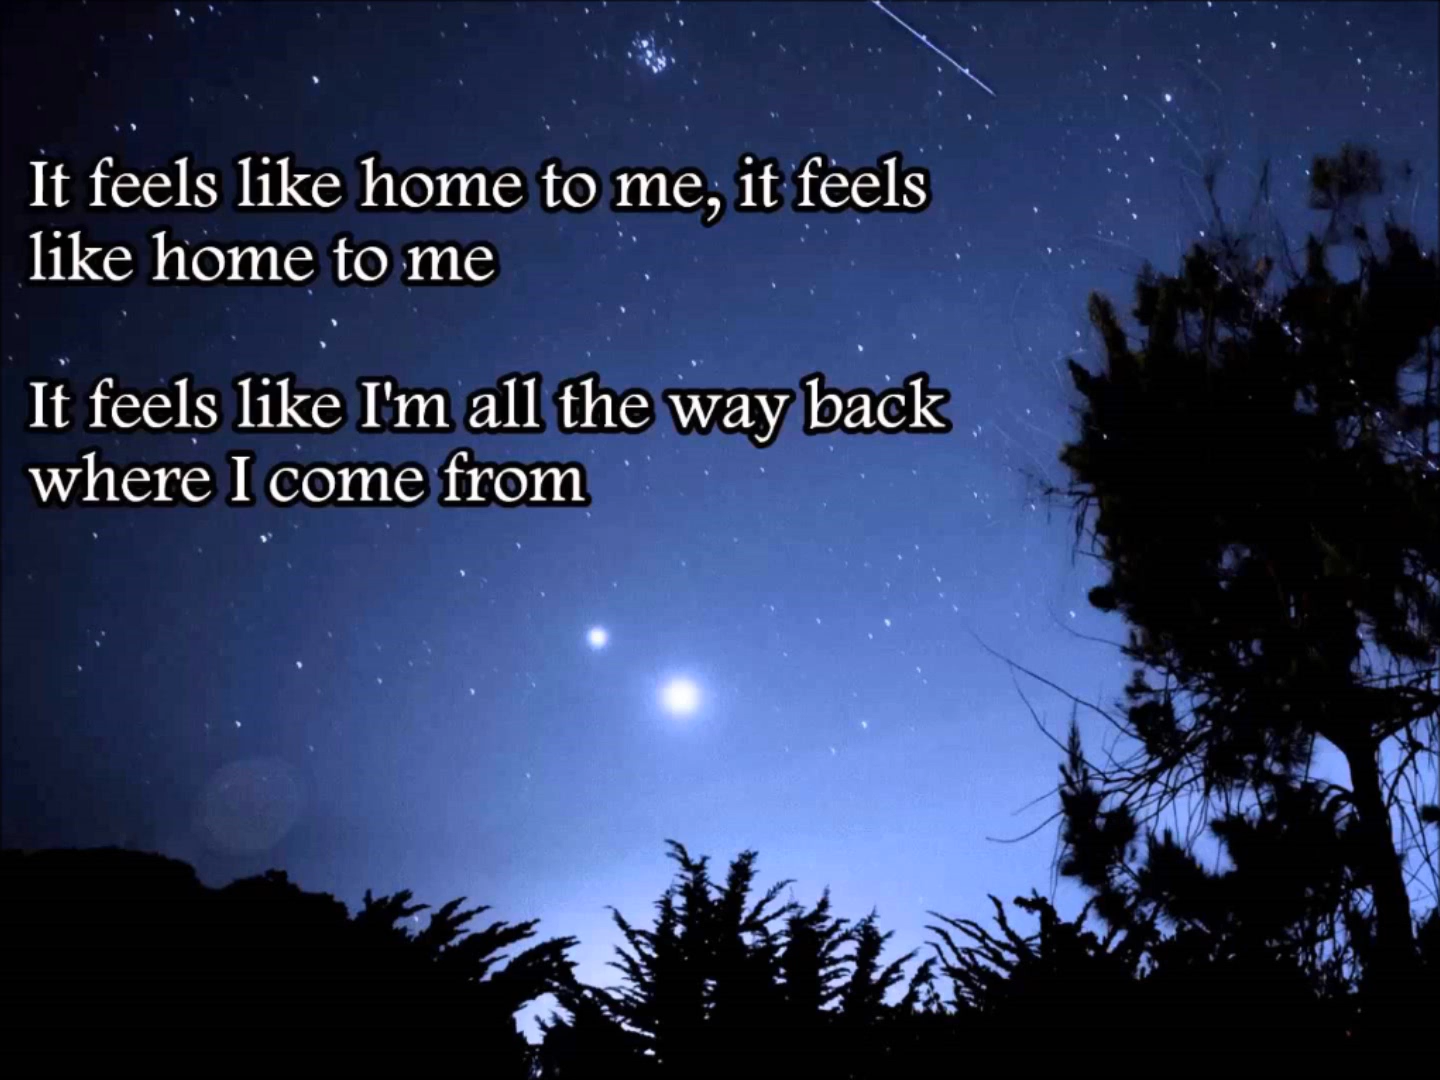 It feels like home to me, it feels
like home to me
It feels like I'm all the way back
where I come from